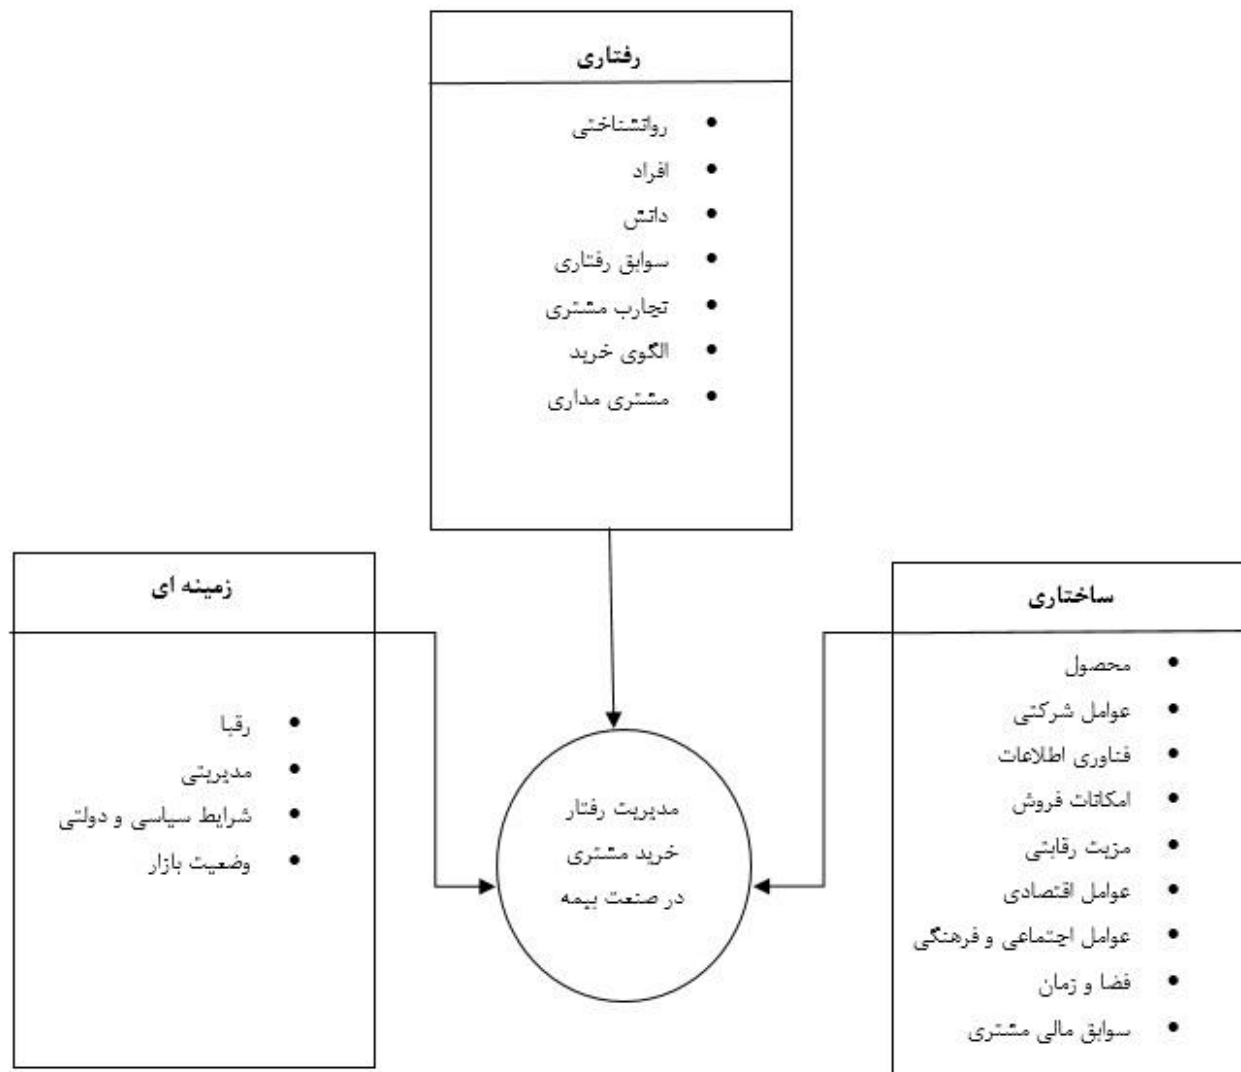 رفتاری
• روانشناختی
• افراد
• دانش
• سوابق رفتاری
• تجارب مشتری
• الگوی خرید
• مشتری مداری
ساختاری
• محصول
• عوامل شرکتی
• فناوری اطلاعات
• امکانات فروش
• مزیت رقابتی
• عوامل اقتصادی
• عوامل اجتماعی و فرهنگی
• فضا و زمان
• سوابق مالی مشتری
زمینه ای
• رقبا
• مدیریتی
• شرایط سیاسی و دولتی
• وضعیت بازار
مدیریت رفتار
خرید مشتری
در صنعت بیمه